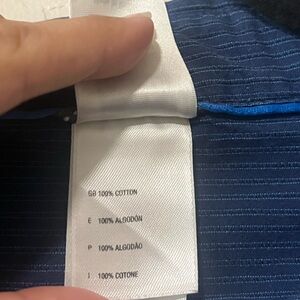 GB 100% COTTON
E 100% ALGODÓN
P 100% ALGODÃO
I 100% COTONE